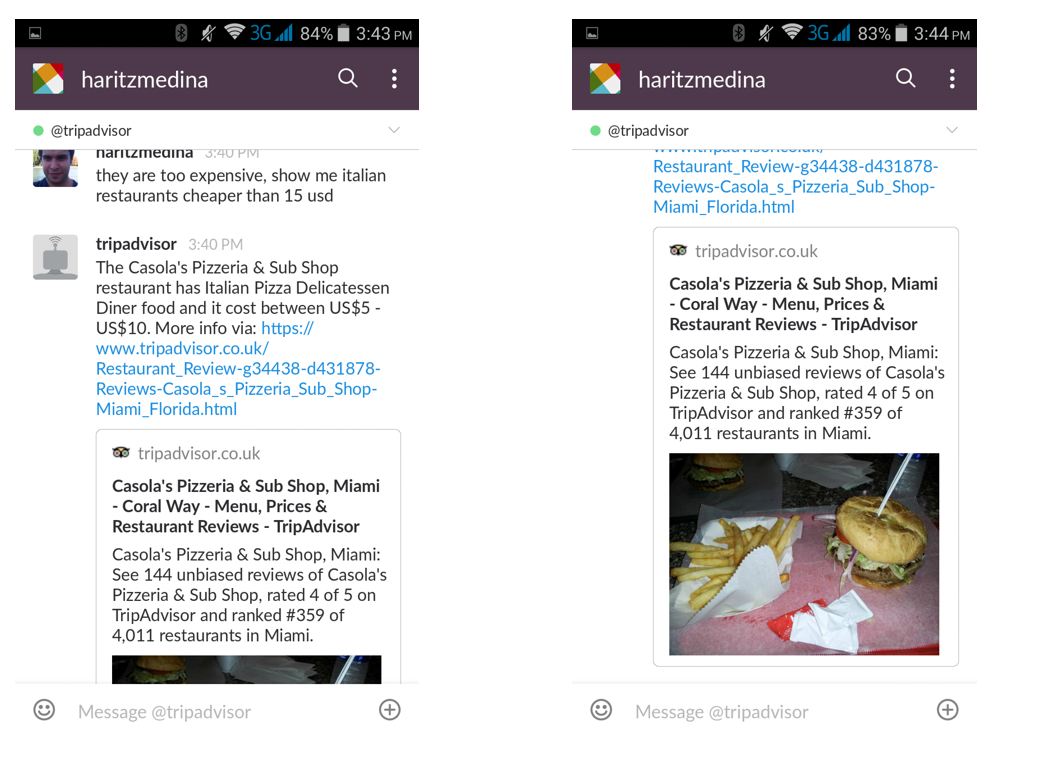 3G 84% 3:43 PM
haritzmedina
@tripadvisor
haritzmedina 3:40 PM
they are too expensive, show me italian
restaurants cheaper than 15 usd
tripadvisor 3:40 PM
The Casola's Pizzeria & Sub Shop
restaurant has Italian Pizza Delicatessen
Diner food and it cost between US$5 -
US$10. More info via: https://
www.tripadvisor.co.uk/
Restaurant_Review-g34438-d431878-
Reviews-Casola_s_Pizzeria_Sub_Shop-
Miami_Florida.html
tripadvisor.co.uk
Casola's Pizzeria & Sub Shop, Miami
- Coral Way - Menu, Prices &
Restaurant Reviews - TripAdvisor
Casola's Pizzeria & Sub Shop, Miami:
See 144 unbiased reviews of Casola's
Pizzeria & Sub Shop, rated 4 of 5 on
TripAdvisor and ranked #359 of
4,011 restaurants in Miami.
Message @tripadvisor
3G 83% 3:44 PM
haritzmedina
@tripadvisor
www.tripadvisor.co.uk/
Restaurant_Review-g34438-d431878-
Reviews-Casola_s_Pizzeria_Sub_Shop-
Miami_Florida.html
tripadvisor.co.uk
Casola's Pizzeria & Sub Shop, Miami
- Coral Way - Menu, Prices &
Restaurant Reviews - TripAdvisor
Casola's Pizzeria & Sub Shop, Miami:
See 144 unbiased reviews of Casola's
Pizzeria & Sub Shop, rated 4 of 5 on
TripAdvisor and ranked #359 of
4,011 restaurants in Miami.
Message @tripadvisor